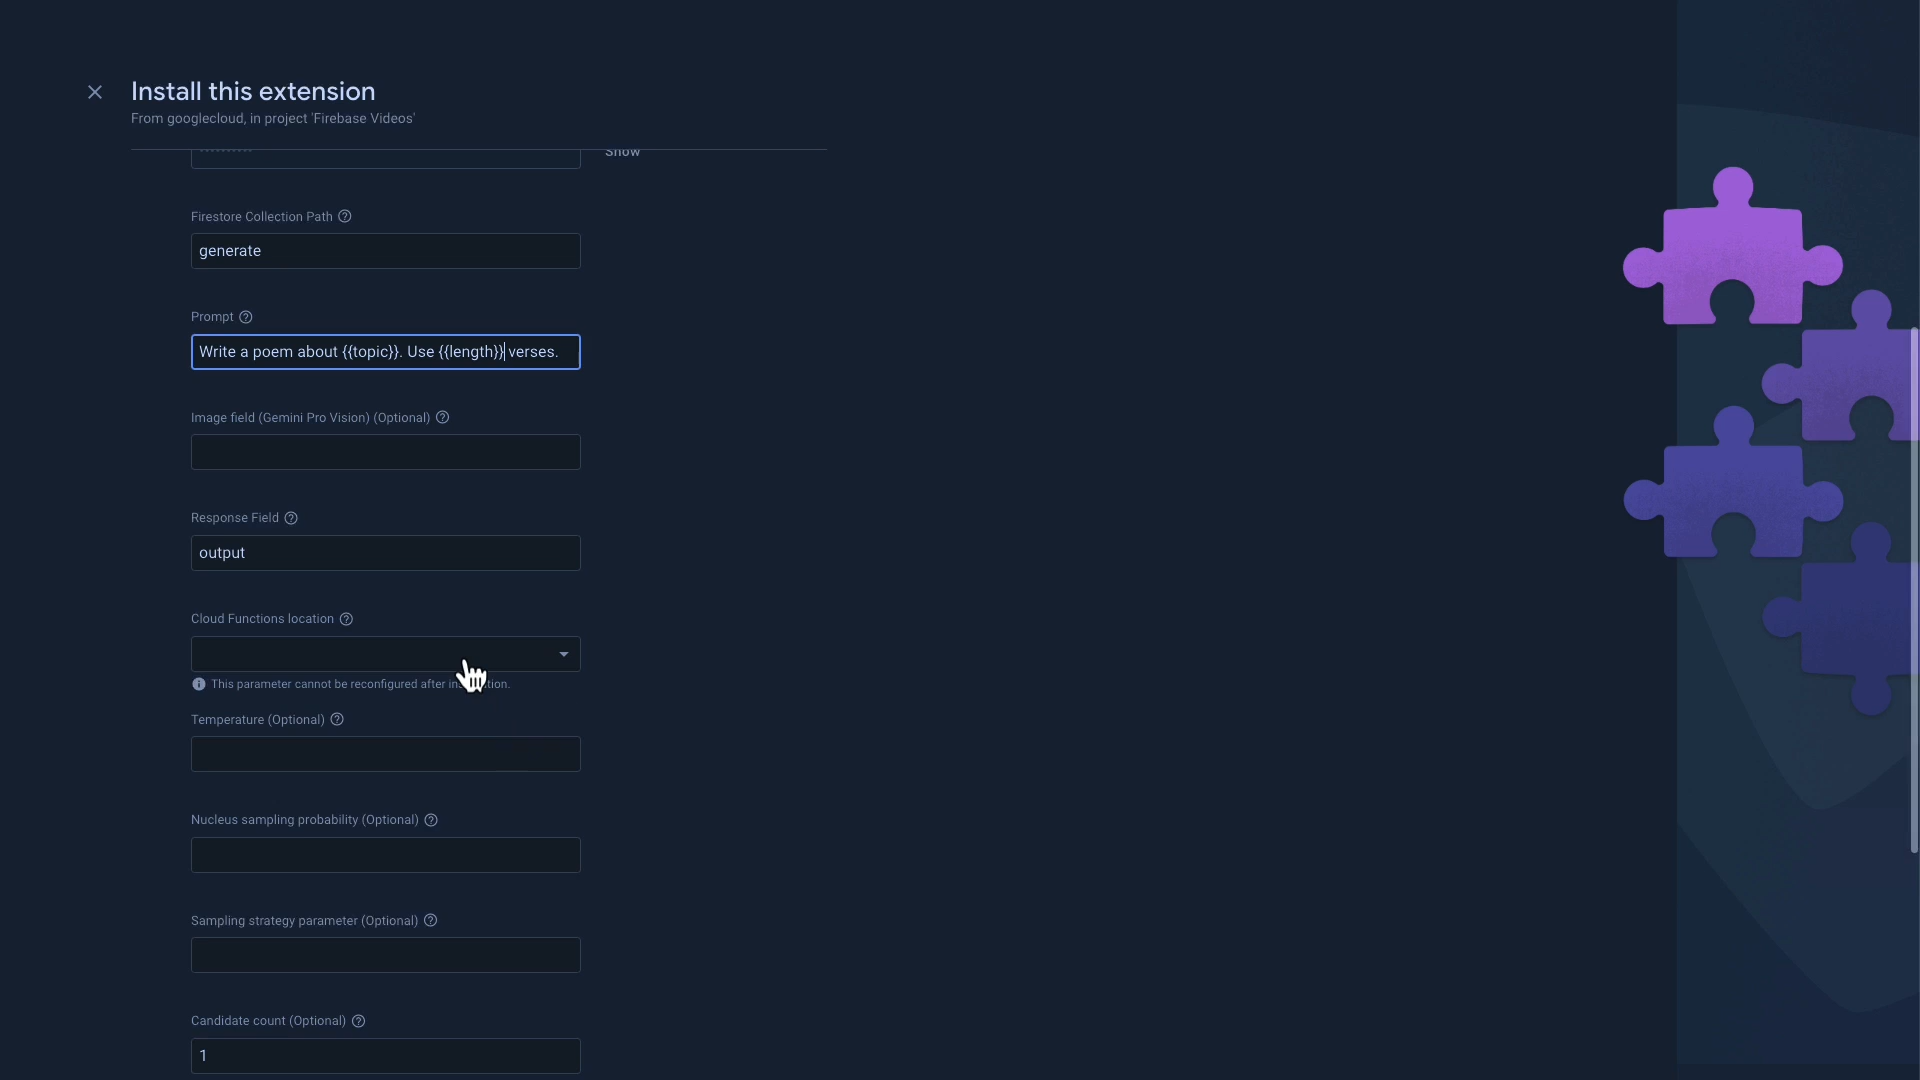 Install this extension
From googlecloud, in project 'Firebase Videos'
Show
Firestore Collection Path
generate
Prompt
Write a poem about {{topic}}. Use {{length}} verses.
Image field (Gemini Pro Vision) (Optional)
Response Field
output
Cloud Functions location
This parameter cannot be reconfigured after
Temperature (Optional)
Nucleus sampling probability (Optional)
Sampling strategy parameter (Optional)
Candidate count (Optional)
1